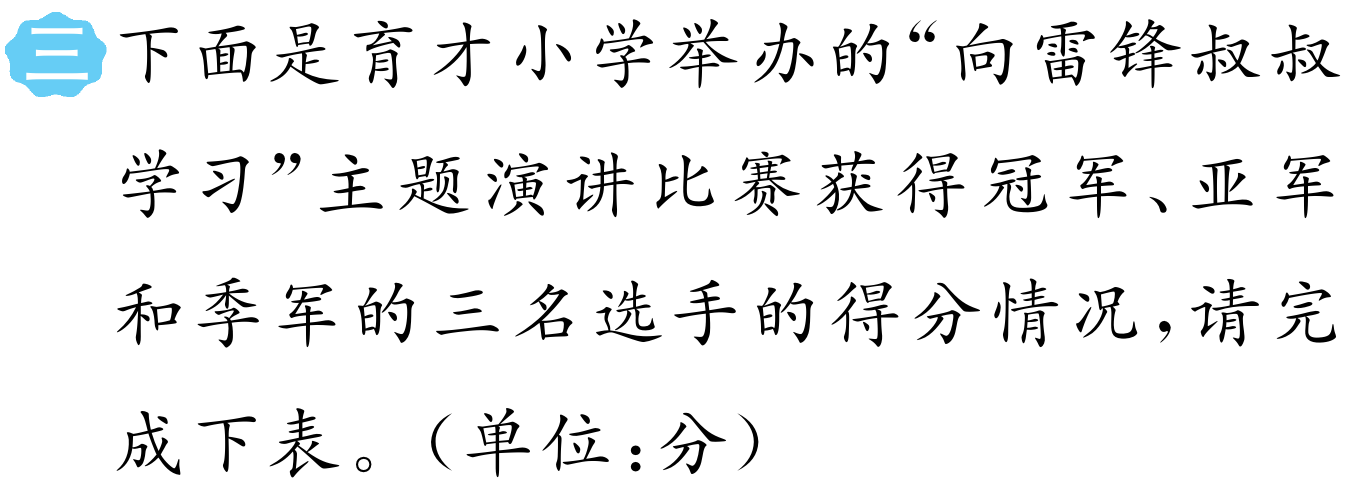 三 下面是育才小学举办的“向雷锋叔叔
学习”主题演讲比赛获得冠军、亚军
和季军的三名选手的得分情况,请完
成下表。(单位:分)